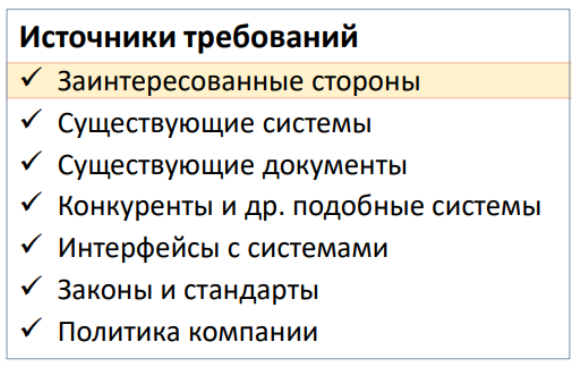 Источники требований
✓ Заинтересованные стороны
✓ Существующие системы
✓ Существующие документы
✓ Конкуренты и др. подобные системы
✓ Интерфейсы с системами
✓ Законы и стандарты
✓ Политика компании